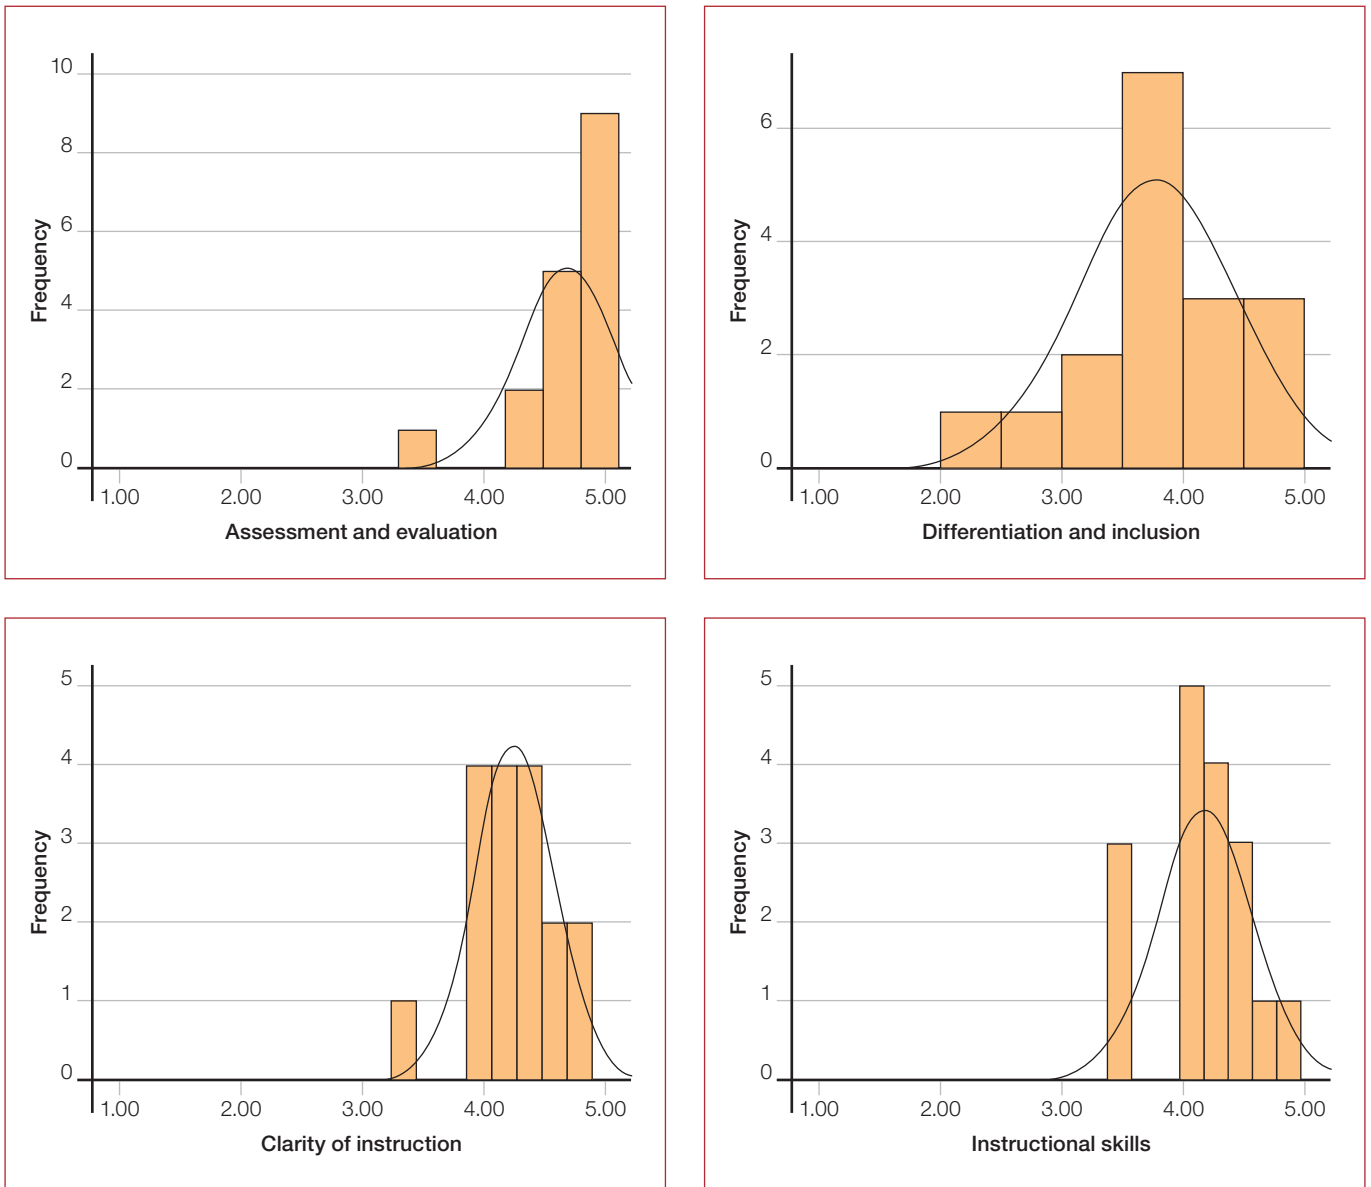 10
8
6
4
2
0
Frequency
1.00 2.00 3.00 4.00 5.00
Assessment and evaluation
6
4
2
0
Frequency
1.00 2.00 3.00 4.00 5.00
Differentiation and inclusion
5
4
3
2
1
0
Frequency
1.00 2.00 3.00 4.00 5.00
Clarity of instruction
5
4
3
2
1
0
Frequency
1.00 2.00 3.00 4.00 5.00
Instructional skills